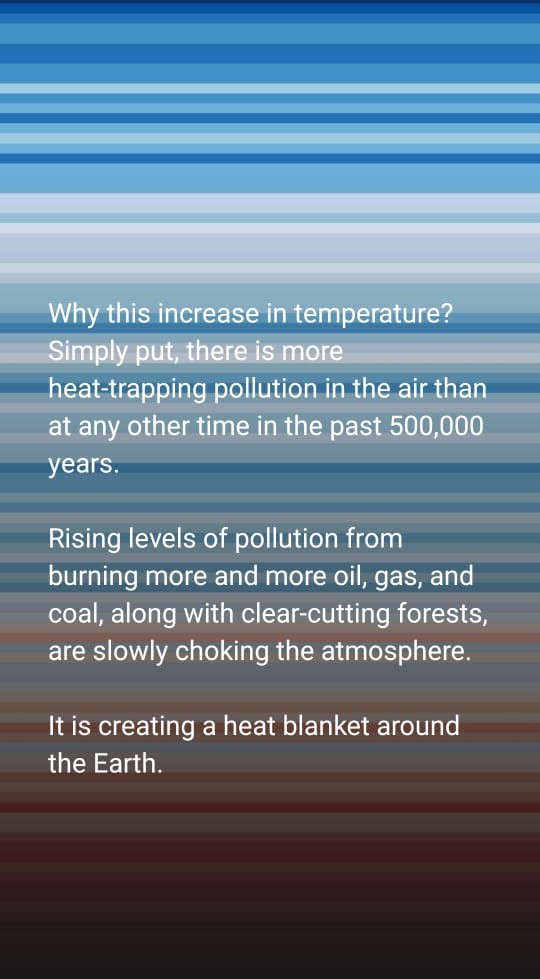 Why this increase in temperature?
Simply put, there is more
heat-trapping pollution in the air than
at any other time in the past 500,000
years.
Rising levels of pollution from
burning more and more oil, gas, and
coal, along with clear-cutting forests,
are slowly choking the atmosphere.
It is creating a heat blanket around
the Earth.